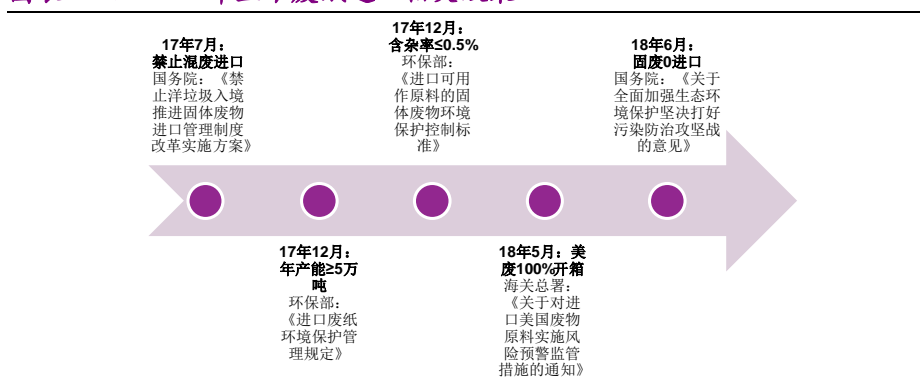 17年7月：
禁止混废进口
国务院：《禁
止洋垃圾入境
推进固体废物
进口管理制度
改革实施方案》
17年12月：
年产能≥5万
吨
环保部：
《进口废纸
环境保护管
理规定》
17年12月：
含杂率≤0.5%
环保部：
《进口可用
作原料的固
体废物环境
保护控制标
准》
18年5月：美
废100%开箱
海关总署：
《关于对进
口美国废物
原料实施风
险预警监管
措施的通知》
18年6月：
固废0进口
国务院：《关于
全面加强生态环
境保护坚决打好
污染防治攻坚战
的意见》